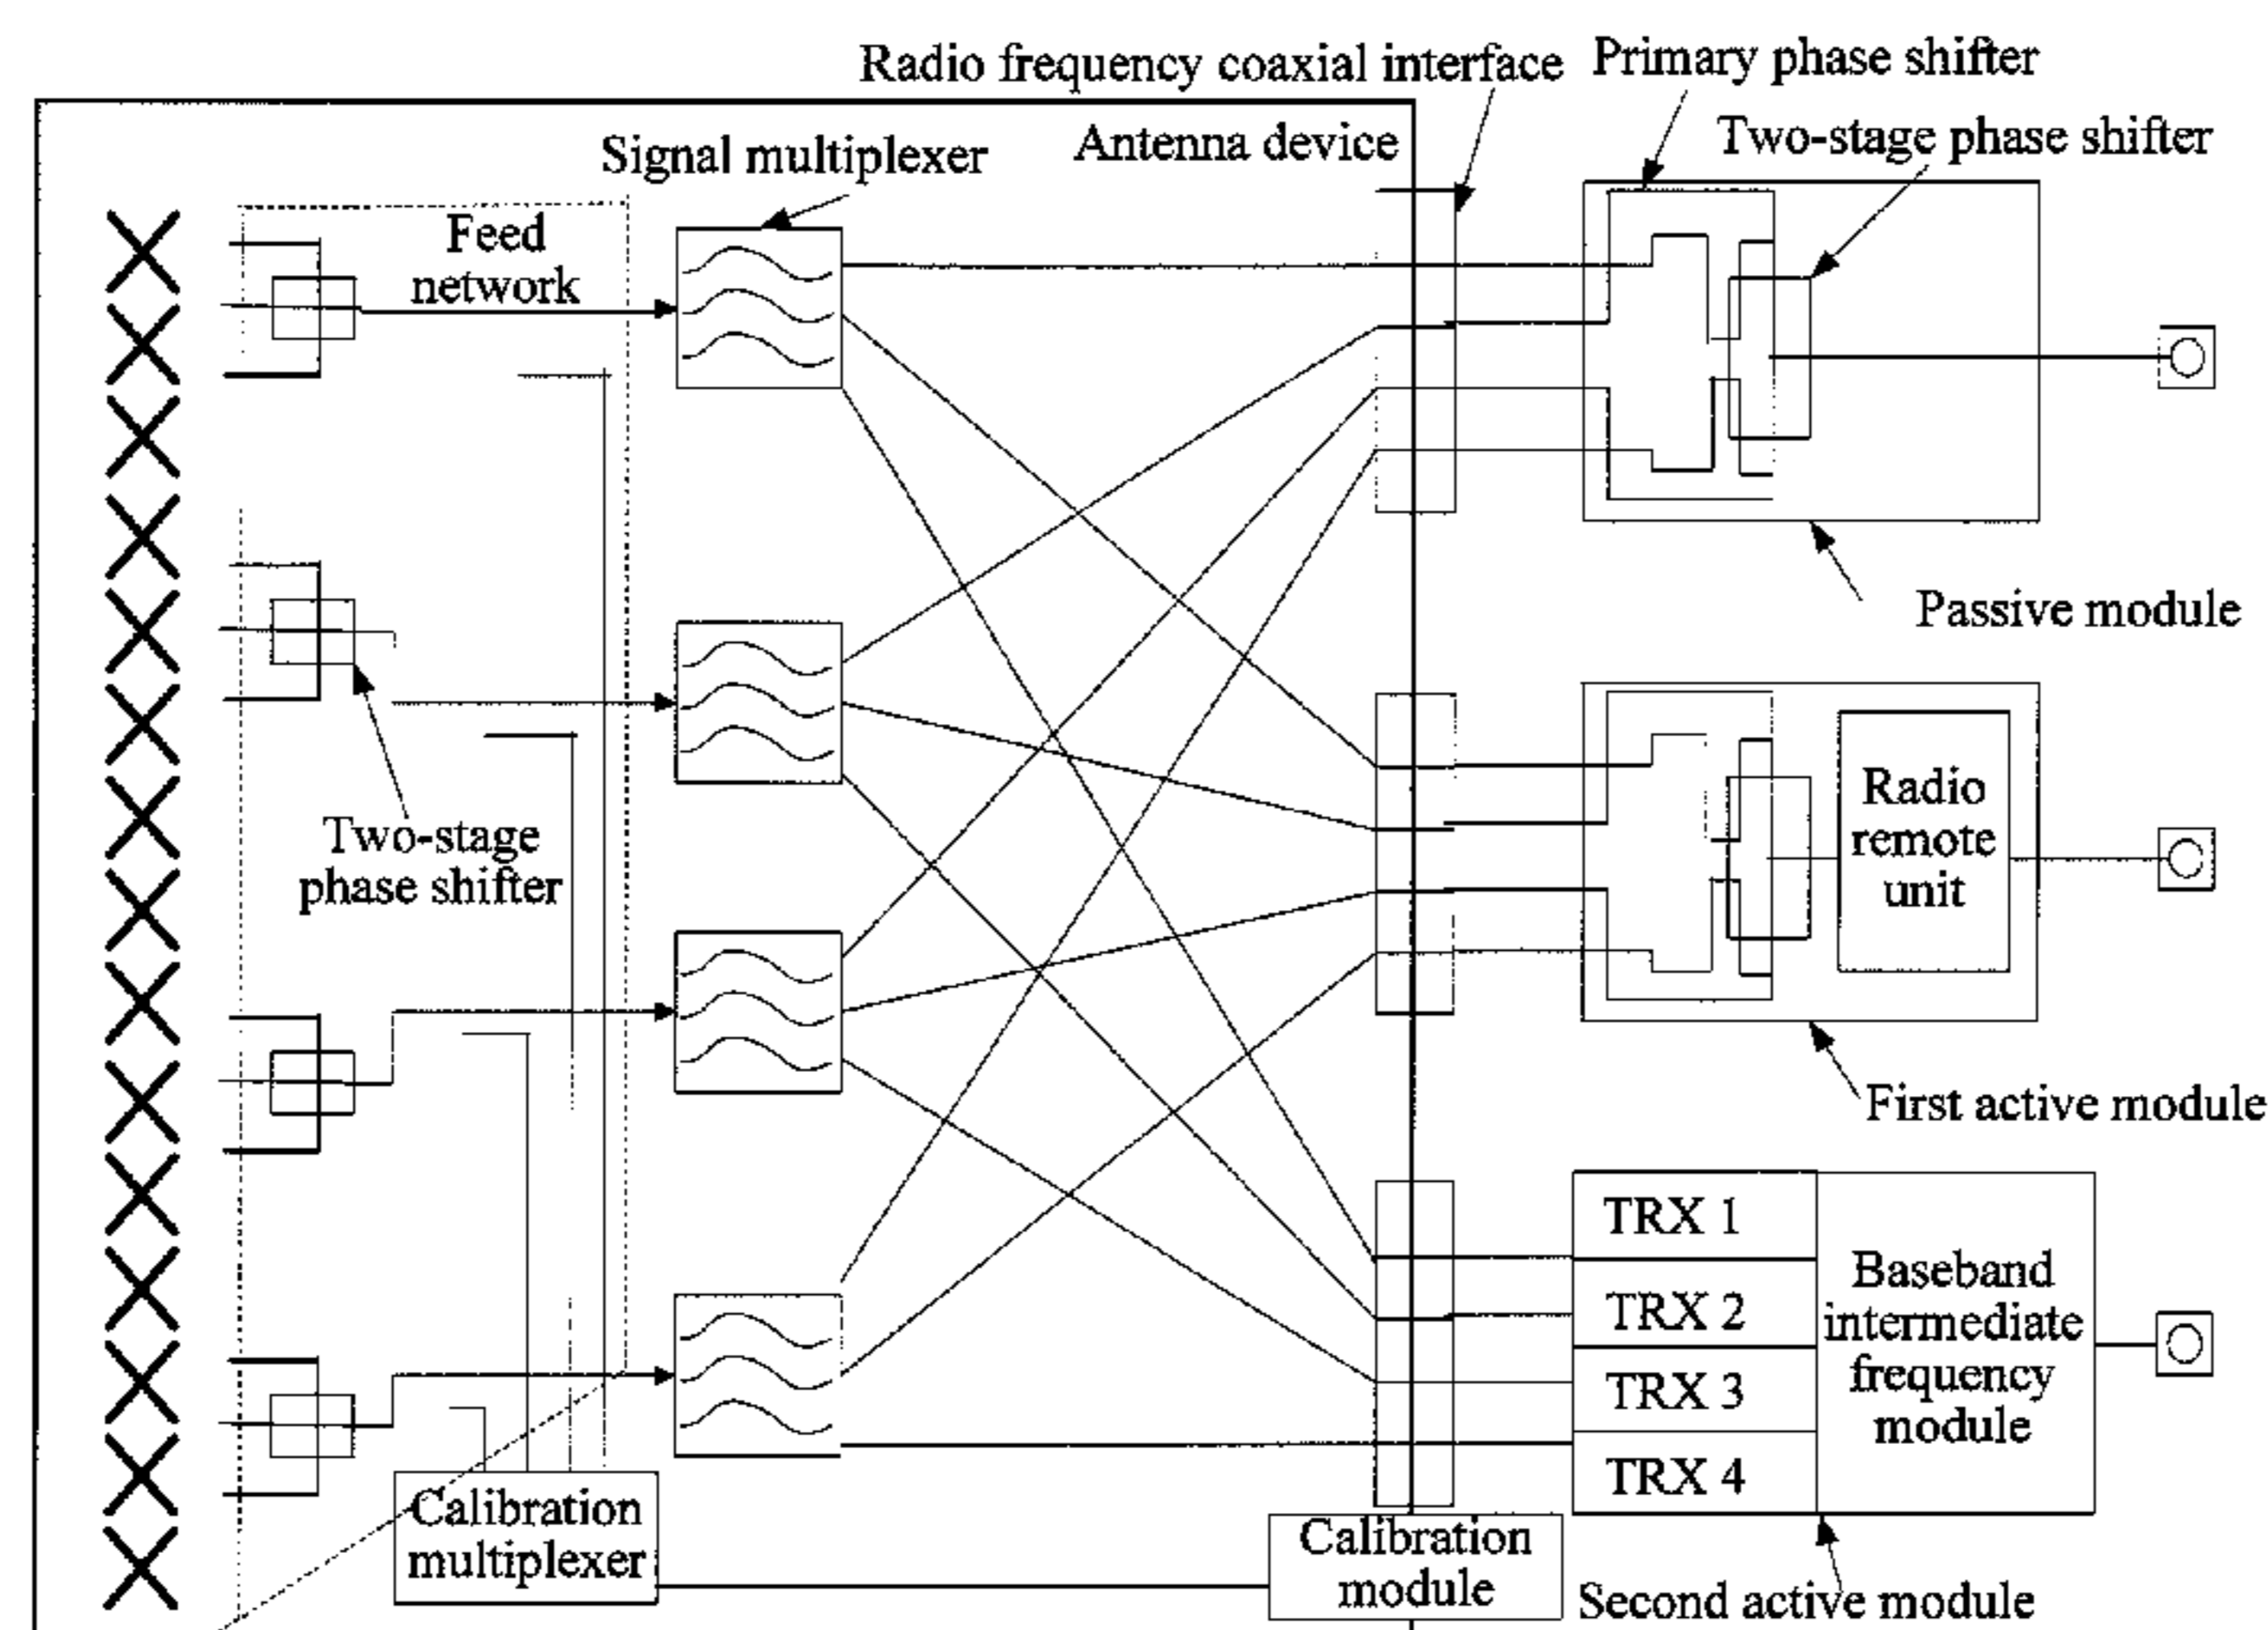 Radio frequency coaxial interface
Primary phase shifter
Two-stage phase shifter
Antenna device
Signal multiplexer
Feed
network
Passive module
Two-stage
phase shifter
Radio
remote
unit
First active module
TRX 1
TRX 2
TRX 3
TRX 4
Baseband
intermediate
frequency
module
Calibration
multiplexer
Calibration
module
Second active module